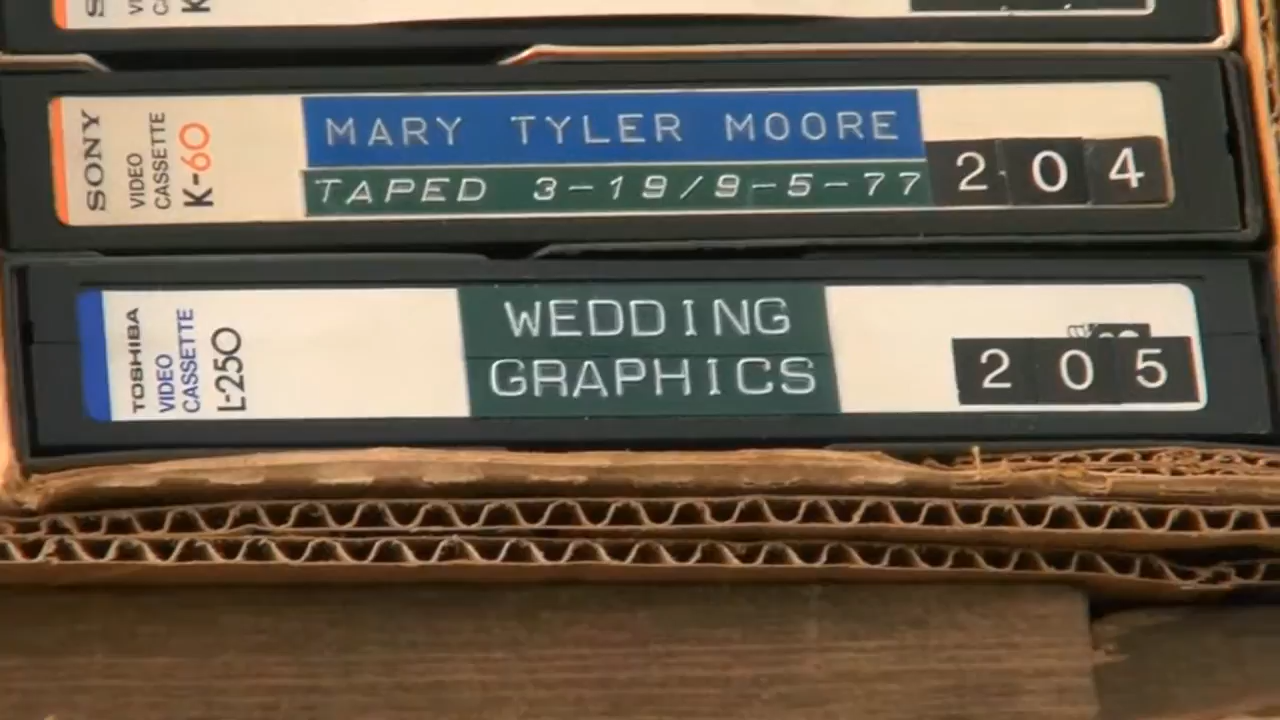 SONY
VIDEO
CASSETTE
K-60
MARY TYLER MOORE
TAPED 3-19/9-5-77
204
TOSHIBA
VIDEO
CASSETTE
L-250
WEDDING
GRAPHICS
205